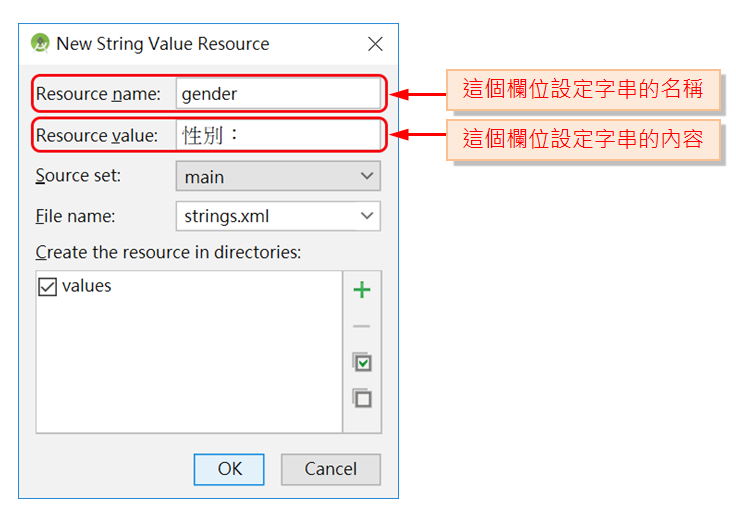 New String Value Resource
Resource name: gender
這個欄位設定字串的名稱
Resource value: 性別：
這個欄位設定字串的內容
Source set: main
File name: strings.xml
Create the resource in directories:
values
OK Cancel